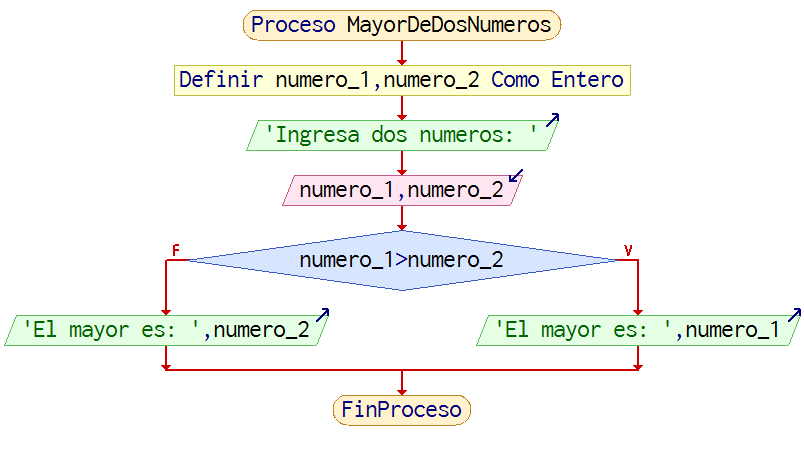 Proceso MayorDeDosNumeros
Definir numero_1,numero_2 Como Entero
'Ingresa dos numeros: '
numero_1,numero_2
numero_1>numero_2
F
V
'El mayor es: ',numero_2
'El mayor es: ',numero_1
FinProceso